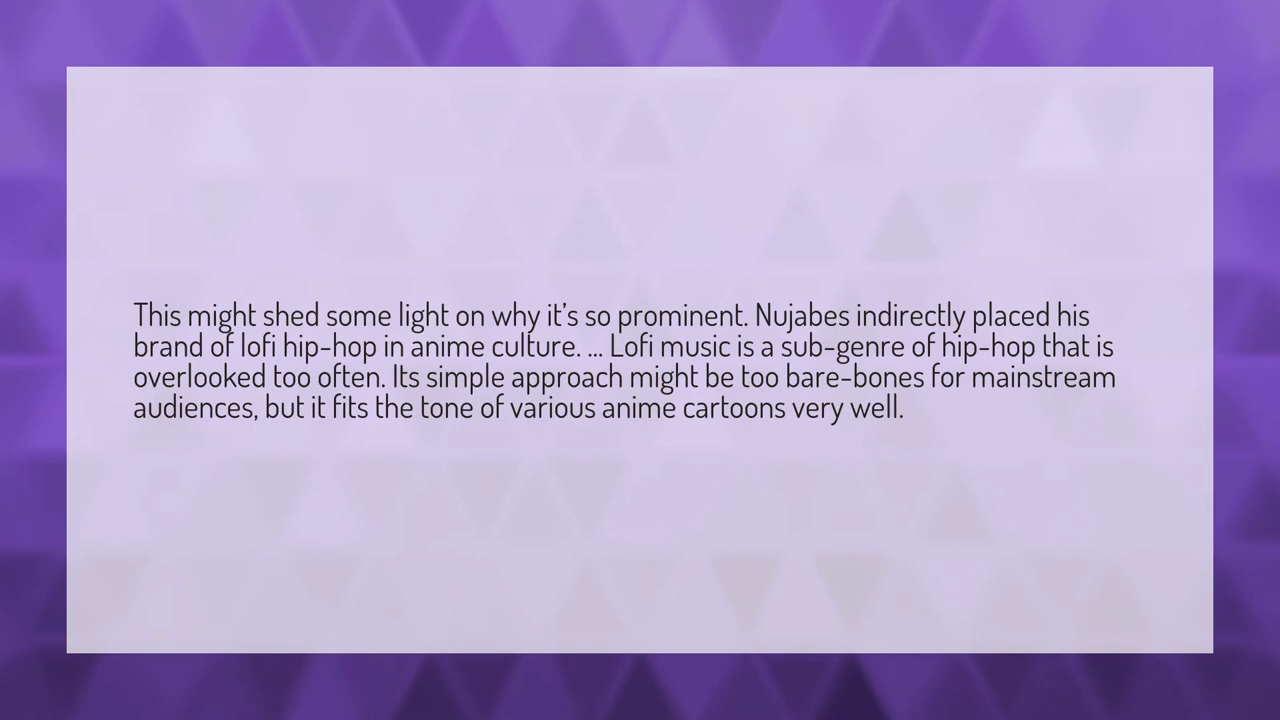 This might shed some light on why it’s so prominent. Nujabes indirectly placed his
brand of lofi hip-hop in anime culture. ... Lofi music is a sub-genre of hip-hop that is
overlooked too often. Its simple approach might be too bare-bones for mainstream
audiences, but it fits the tone of various anime cartoons very well.